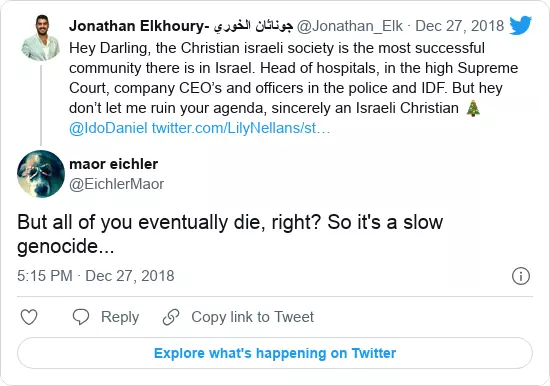 Jonathan Elkhoury- جوناثان الخوري @Jonathan_Elk · Dec 27, 2018
Hey Darling, the Christian israeli society is the most successful
community there is in Israel. Head of hospitals, in the high Supreme
Court, company CEO’s and officers in the police and IDF. But hey
don’t let me ruin your agenda, sincerely an Israeli Christian 🎄
@IdoDaniel twitter.com/LilyNellans/st…
maor eichler
@EichlerMaor
But all of you eventually die, right? So it's a slow
genocide...
5:15 PM · Dec 27, 2018
Reply
Copy link to Tweet
Explore what's happening on Twitter